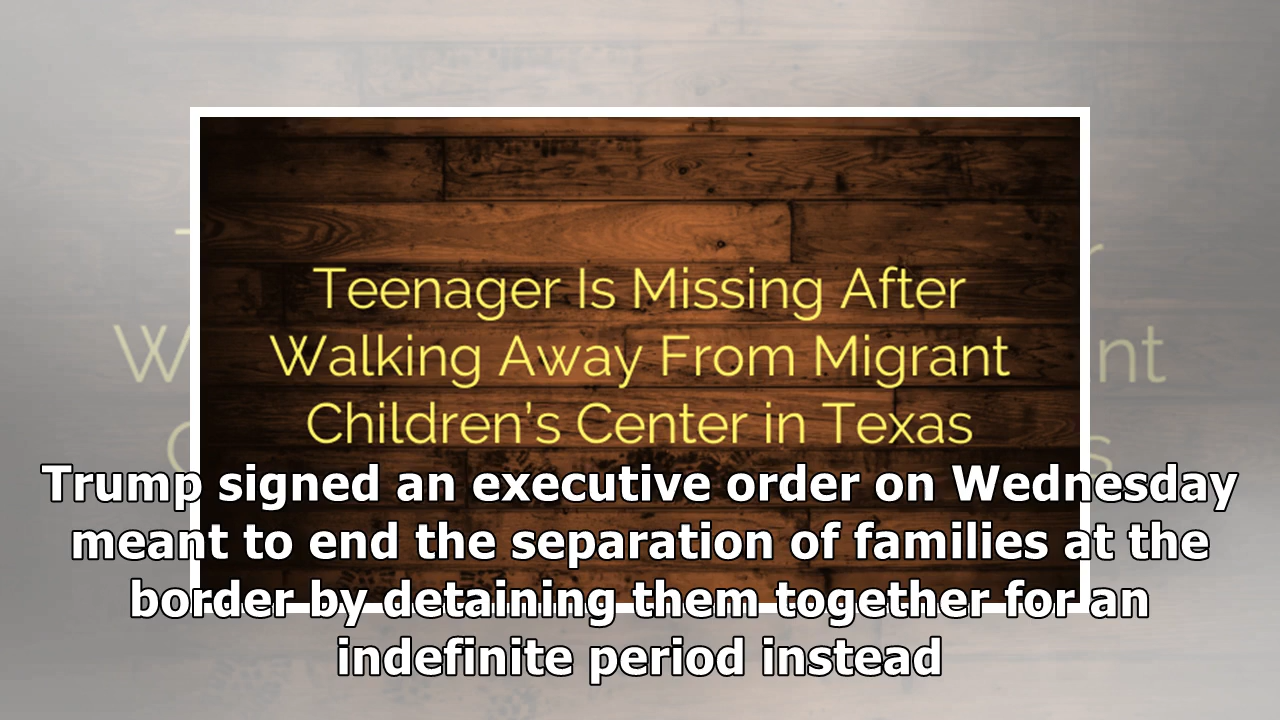 Teenager Is Missing After
Walking Away From Migrant
Children's Center in Texas
Trump signed an executive order on Wednesday
meant to end the separation of families at the
border by detaining them together for an
indefinite period instead